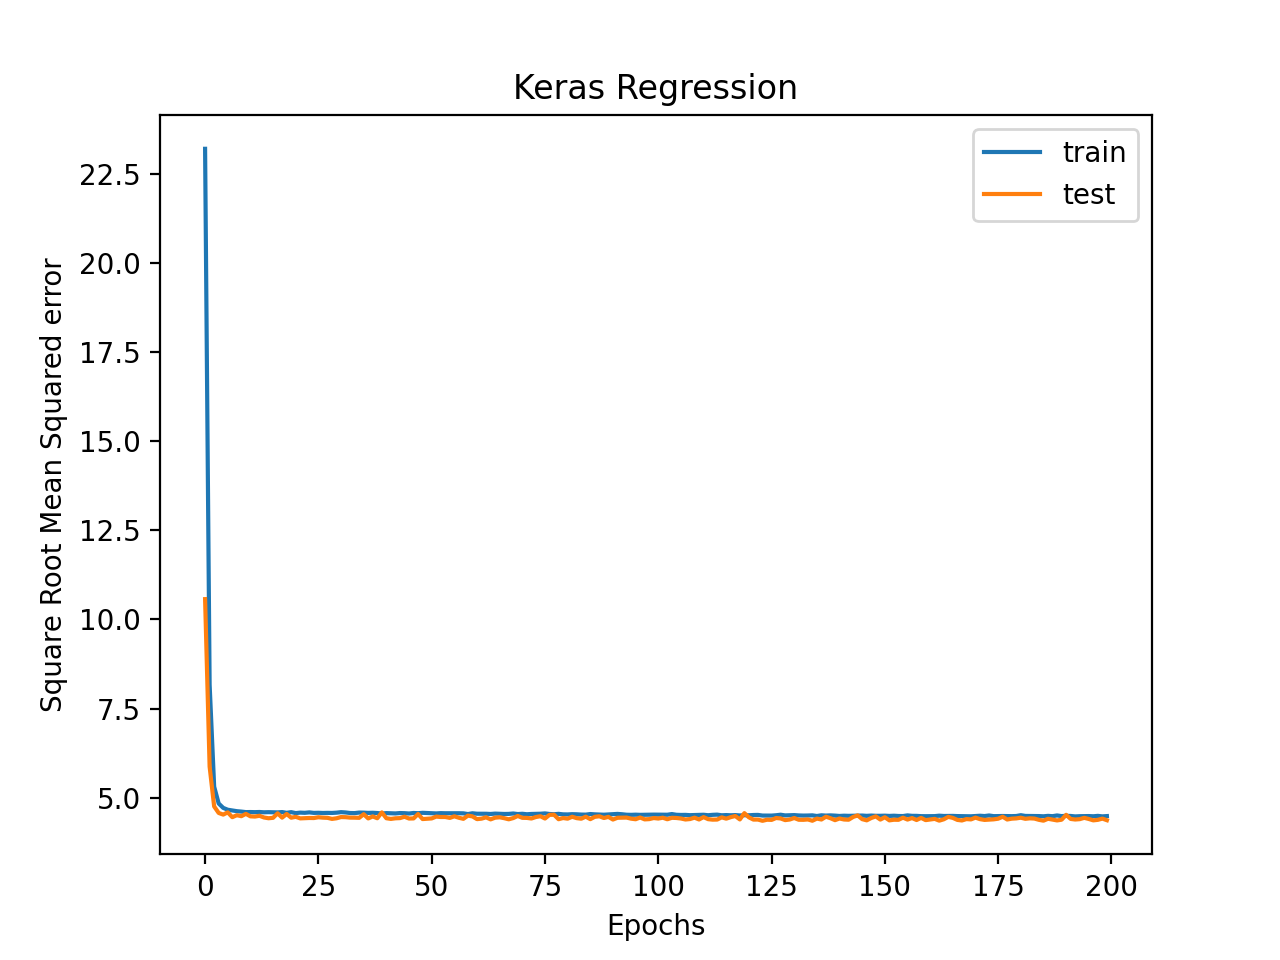 Keras Regression
train
test
Square Root Mean Squared error
22.5
20.0
17.5
15.0
12.5
10.0
7.5
5.0
0 25 50 75 100 125 150 175 200
Epochs